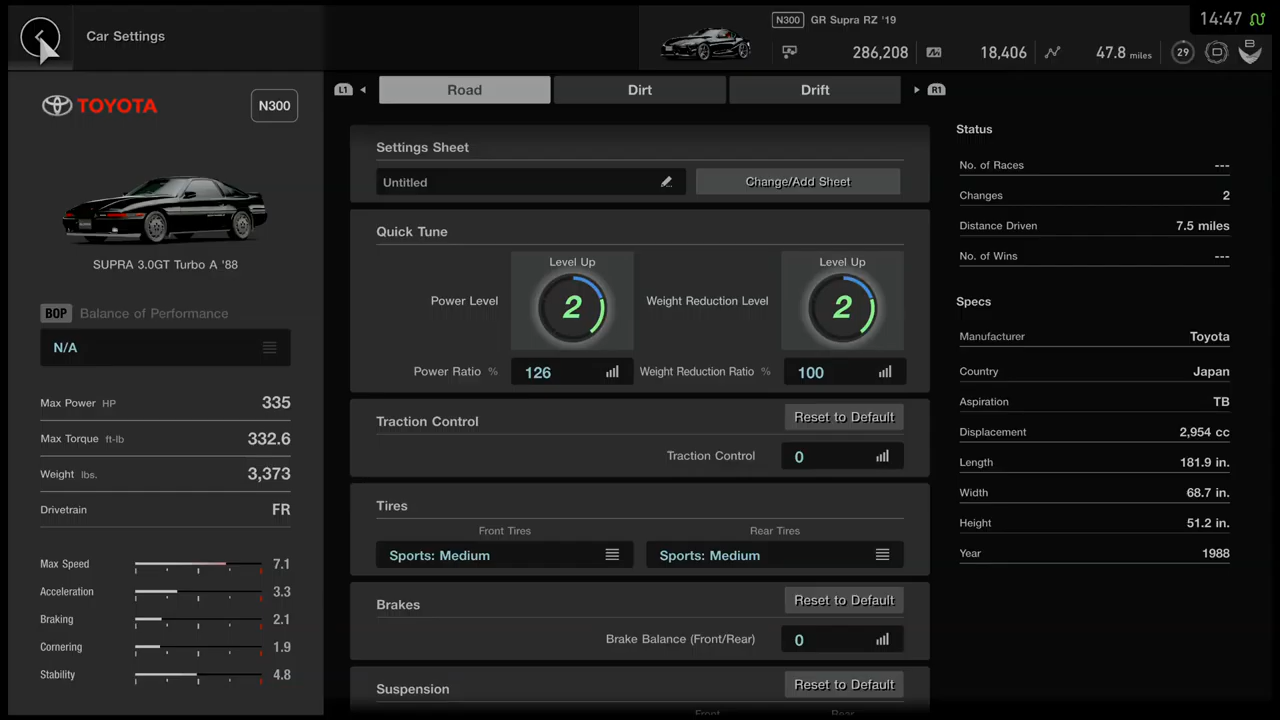 Car Settings
N300 GR Supra RZ '19
14:47
286,208 18,406 47.8 miles 29 B
TOYOTA N300
SUPRA 3.0GT Turbo A '88
BOP Balance of Performance
N/A
Max Power HP 335
Max Torque ft-lb 332.6
Weight lbs. 3,373
Drivetrain FR
Max Speed 7.1
Acceleration 3.3
Braking 2.1
Cornering 1.9
Stability 4.8
L1 Road Dirt Drift R1
Settings Sheet
Untitled Change/Add Sheet
Quick Tune
Level Up Level Up
Power Level 2 Weight Reduction Level 2
Power Ratio % 126 Weight Reduction Ratio % 100
Traction Control Reset to Default
Traction Control 0
Tires
Front Tires Rear Tires
Sports: Medium Sports: Medium
Brakes Reset to Default
Brake Balance (Front/Rear) 0
Suspension Reset to Default
Front Rear
Status
No. of Races ---
Changes 2
Distance Driven 7.5 miles
No. of Wins ---
Specs
Manufacturer Toyota
Country Japan
Aspiration TB
Displacement 2,954 cc
Length 181.9 in.
Width 68.7 in.
Height 51.2 in.
Year 1988